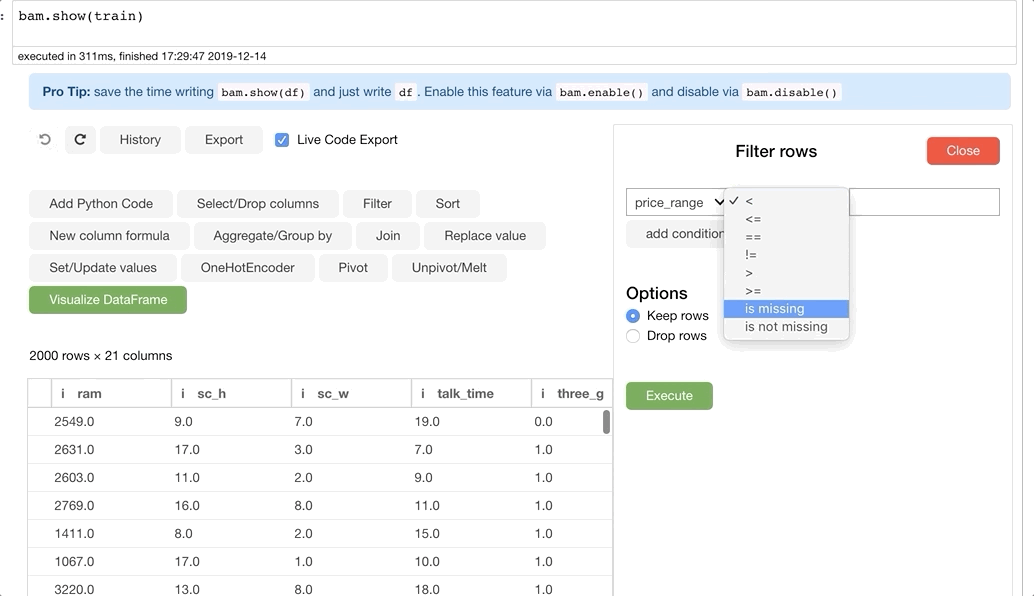 : bam.show(train)
executed in 311ms, finished 17:29:47 2019-12-14
Pro Tip: save the time writing bam.show(df) and just write df. Enable this feature via bam.enable() and disable via bam.disable()
History Export Live Code Export
Add Python Code Select/Drop columns Filter Sort
New column formula Aggregate/Group by Join Replace value
Set/Update values OneHotEncoder Pivot Unpivot/Melt
Visualize DataFrame
2000 rows × 21 columns
i ram i sc_h i sc_w i talk_time i three_g
2549.0 9.0 7.0 19.0 0.0
2631.0 17.0 3.0 7.0 1.0
2603.0 11.0 2.0 9.0 1.0
2769.0 16.0 8.0 11.0 1.0
1411.0 8.0 2.0 15.0 1.0
1067.0 17.0 1.0 10.0 1.0
3220.0 13.0 8.0 18.0 1.0
Filter rows Close
price_range
add condition
✓ <
<=
==
!=
>
>=
is missing
is not missing
Options
Keep rows
Drop rows
Execute